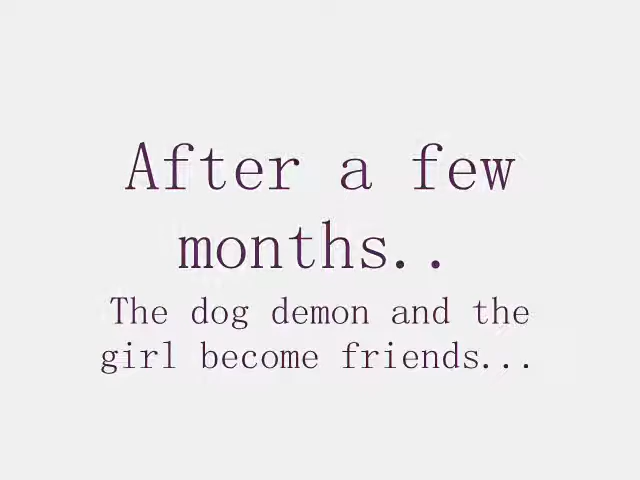 After a few
months..
The dog demon and the
girl become friends...